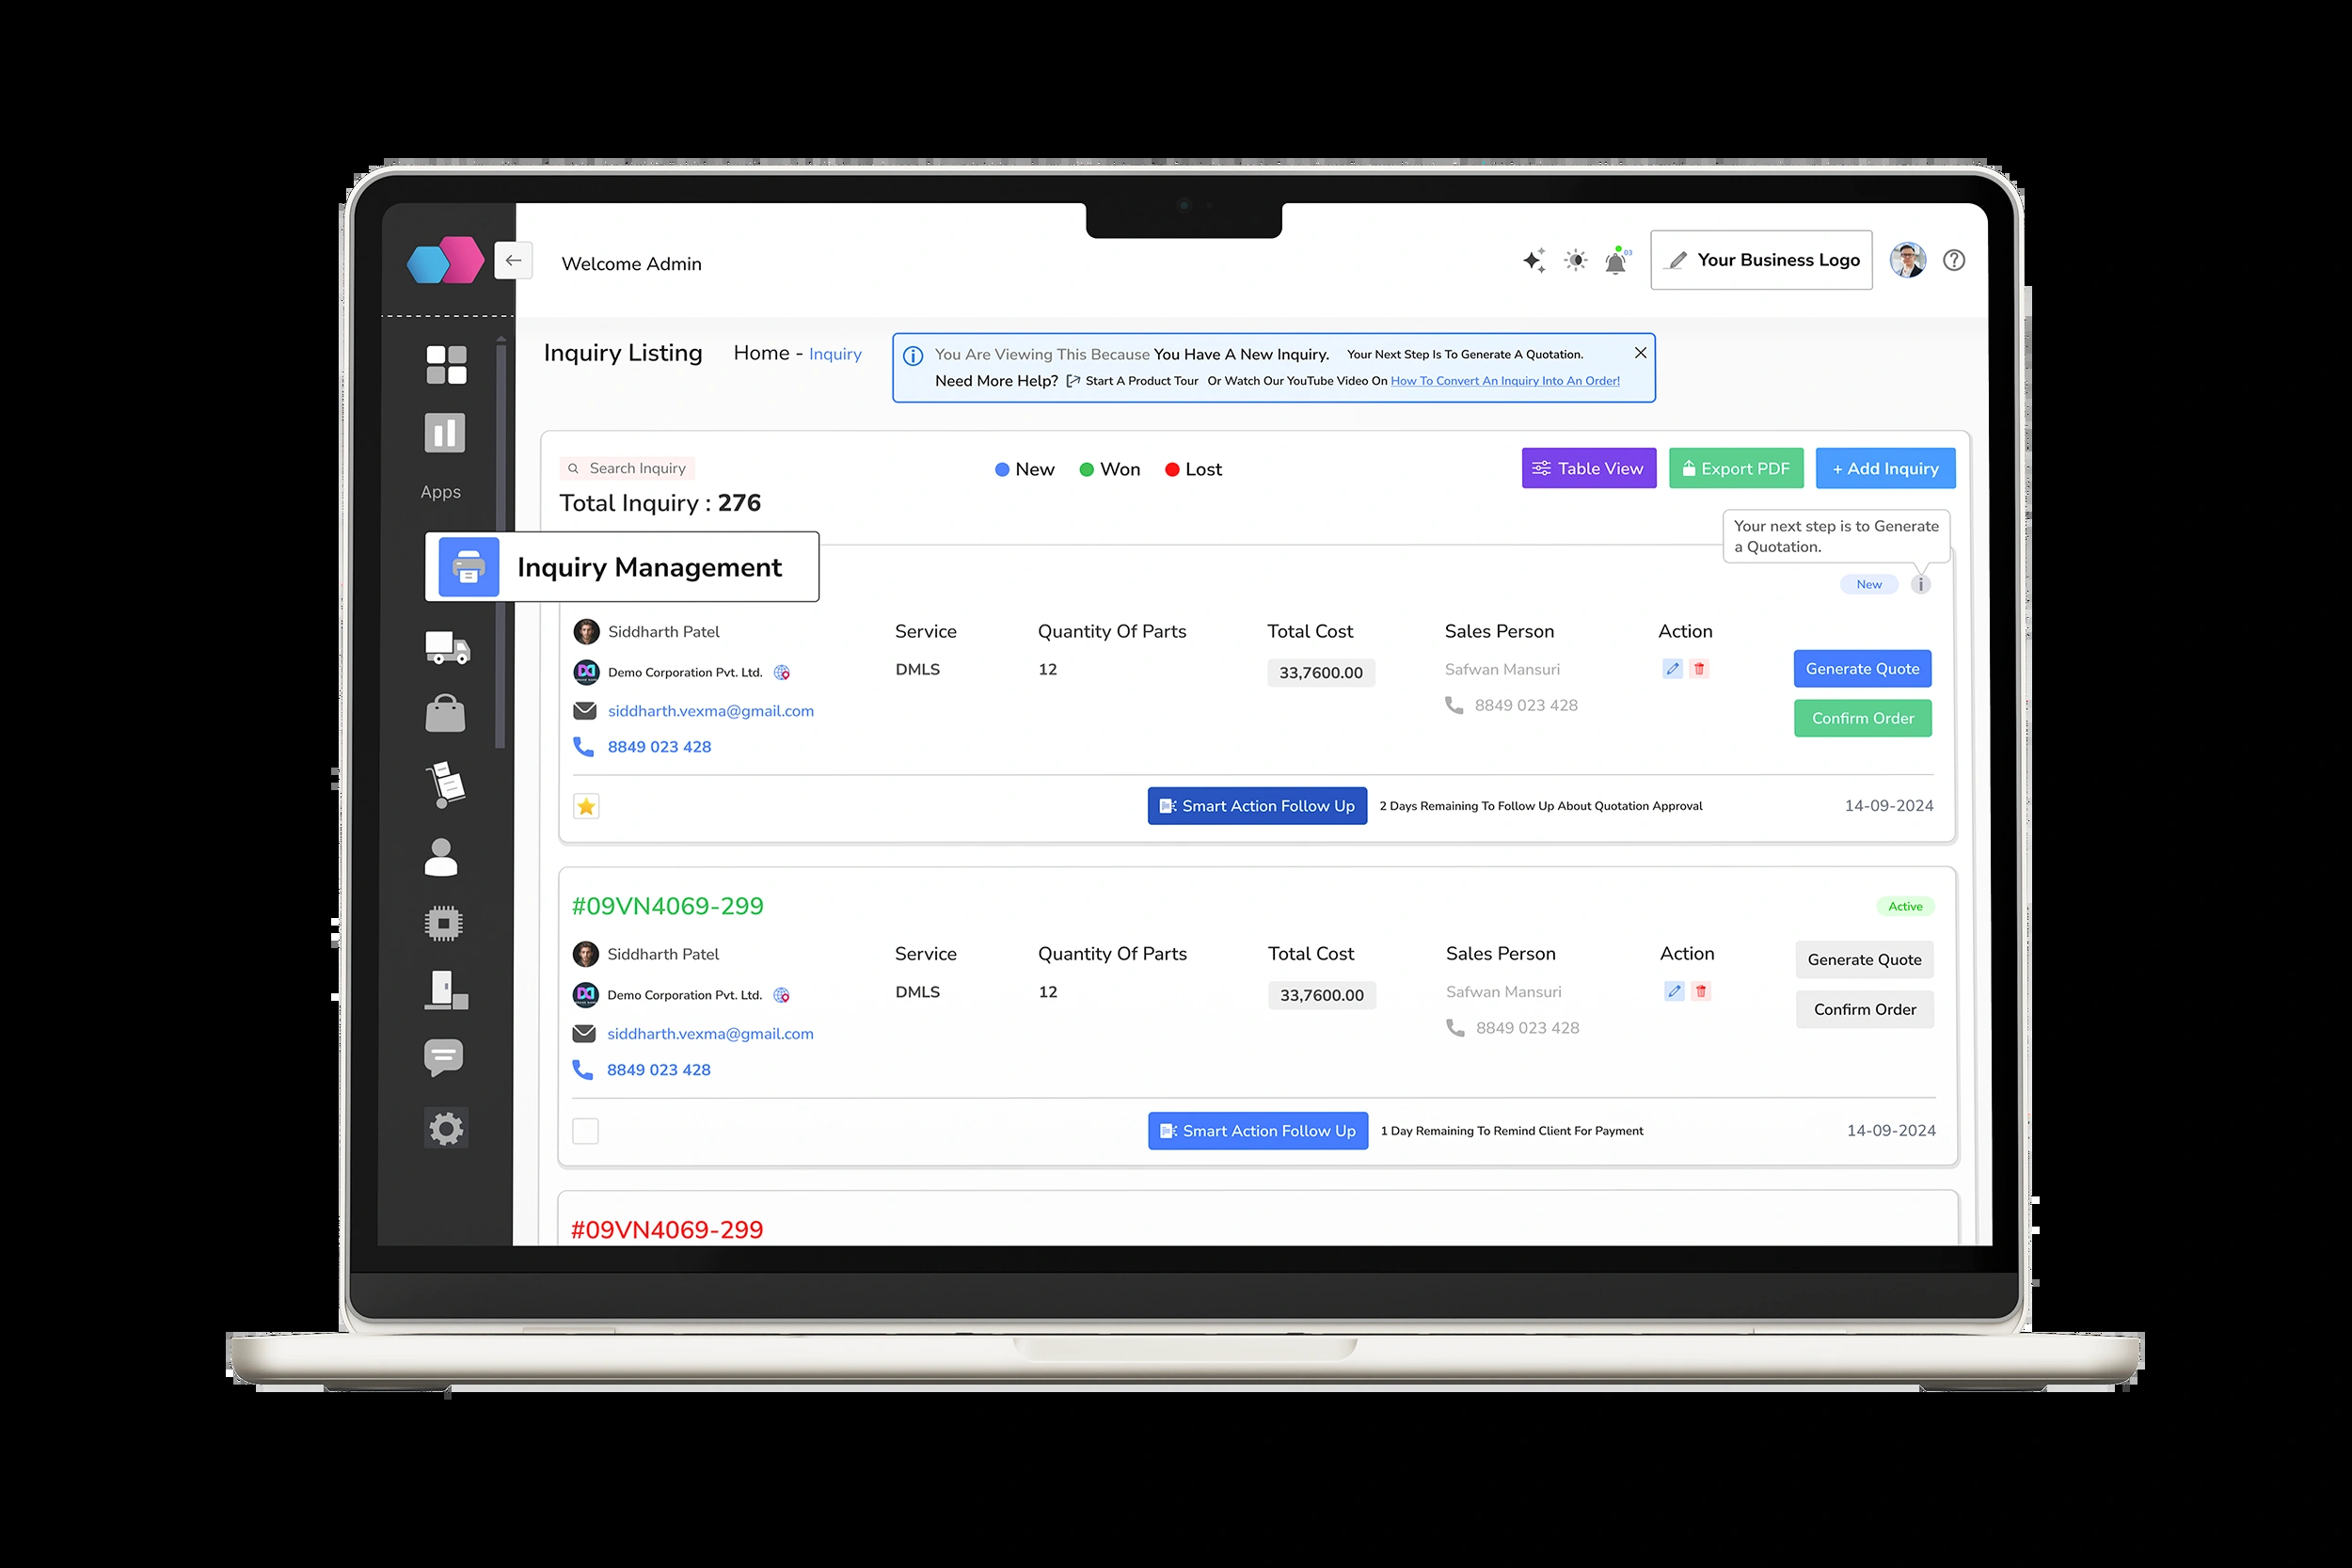 Welcome Admin
03
Your Business Logo
Inquiry Listing
Home - Inquiry
You Are Viewing This Because You Have A New Inquiry. Your Next Step Is To Generate A Quotation.
Need More Help? Start A Product Tour Or Watch Our YouTube Video On How To Convert An Inquiry Into An Order!
Apps
Search Inquiry
New
Won
Lost
Table View
Export PDF
+ Add Inquiry
Total Inquiry : 276
Your next step is to Generate
a Quotation.
Inquiry Management
New
Siddharth Patel
Service
Quantity Of Parts
Total Cost
Sales Person
Action
Demo Corporation Pvt. Ltd.
DMLS
12
33,7600.00
Safwan Mansuri
Generate Quote
siddharth.vexma@gmail.com
8849 023 428
Confirm Order
8849 023 428
Smart Action Follow Up
2 Days Remaining To Follow Up About Quotation Approval
14-09-2024
#09VN4069-299
Active
Siddharth Patel
Service
Quantity Of Parts
Total Cost
Sales Person
Action
Generate Quote
Demo Corporation Pvt. Ltd.
DMLS
12
33,7600.00
Safwan Mansuri
Confirm Order
siddharth.vexma@gmail.com
8849 023 428
8849 023 428
Smart Action Follow Up
1 Day Remaining To Remind Client For Payment
14-09-2024
#09VN4069-299